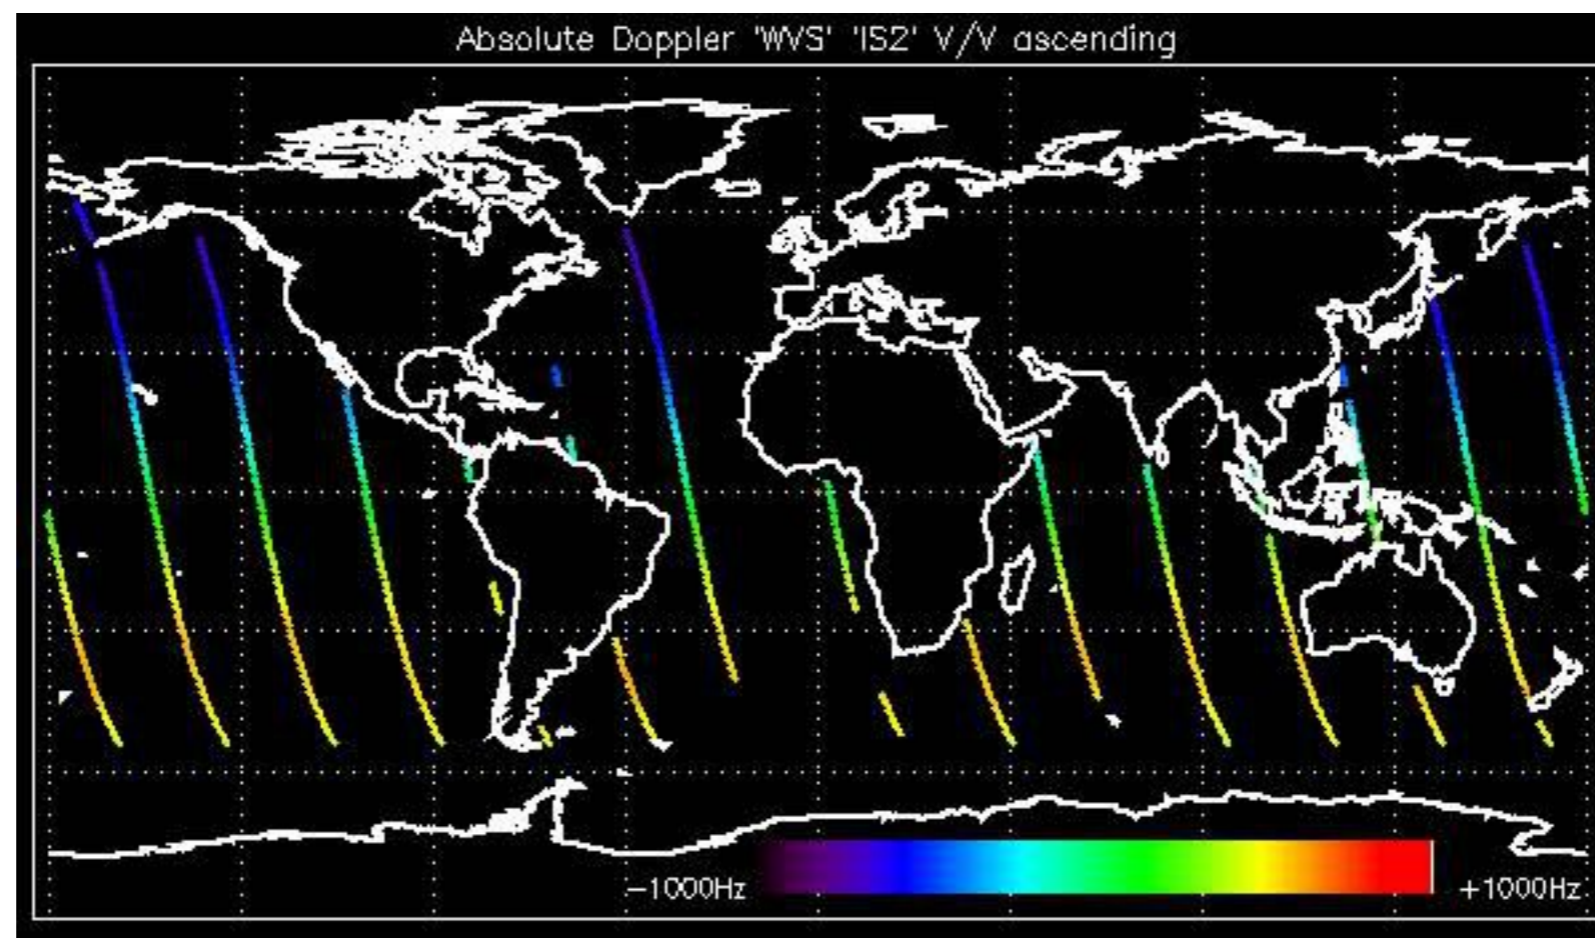 Absolute Doppler 'WVS' 'IS2' V/V ascending
−1000Hz
+1000Hz